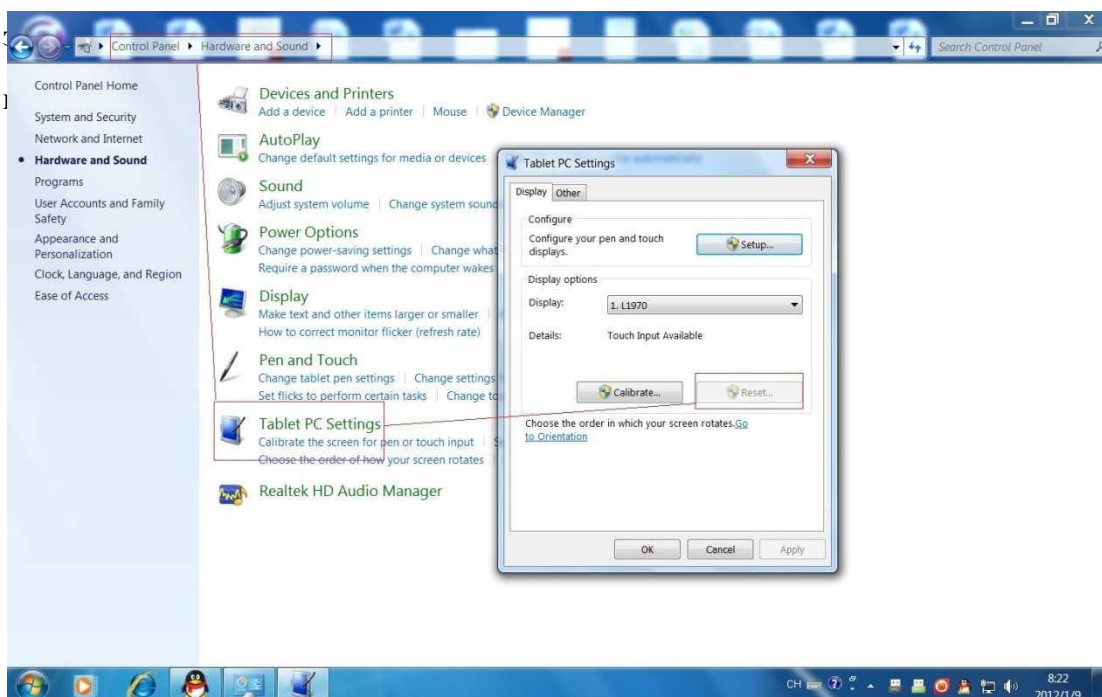 Control Panel Hardware and Sound
Search Control Panel
Control Panel Home
System and Security
Network and Internet
Hardware and Sound
Programs
User Accounts and Family
Safety
Appearance and
Personalization
Clock, Language, and Region
Ease of Access
Devices and Printers
Add a device Add a printer Mouse Device Manager
AutoPlay
Change default settings for media or devices
Sound
Adjust system volume Change system sound
Power Options
Change power-saving settings Change what
Require a password when the computer wakes
Display
Make text and other items larger or smaller
How to correct monitor flicker (refresh rate)
Pen and Touch
Change tablet pen settings Change settings
Set flicks to perform certain tasks Change
Tablet PC Settings
Calibrate the screen for pen or touch input
Choose the order of how your screen rotates
Realtek HD Audio Manager
Tablet PC Settings
Display Other
Configure
Configure your pen and touch
displays.
Setup...
Display options
Display: 1. L1970
Details: Touch Input Available
Calibrate... Reset...
Choose the order in which your screen rotates.Go
to Orientation
OK Cancel Apply
CH
8:22
2012/1/9